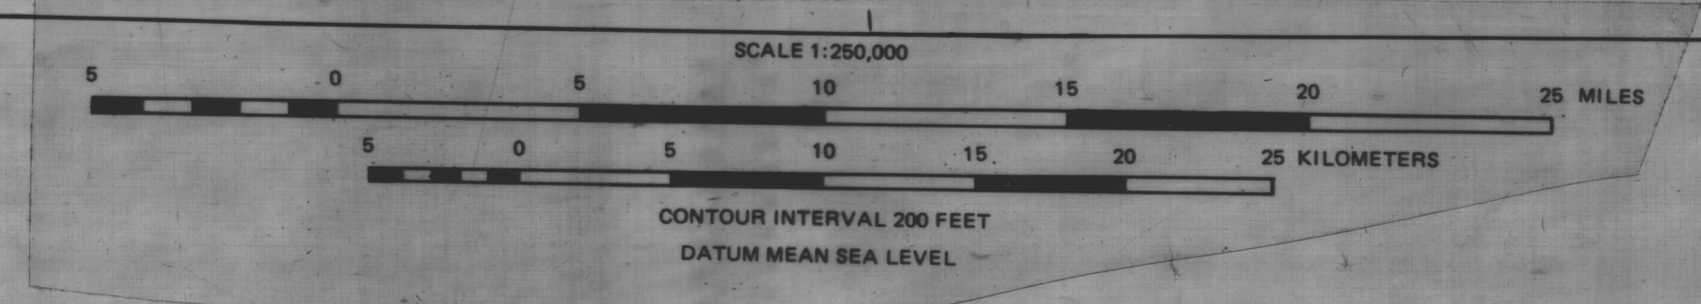 SCALE 1:250,000
5 0 5 10 15 20 25 MILES
5 0 5 10 15 20 25 KILOMETERS
CONTOUR INTERVAL 200 FEET
DATUM MEAN SEA LEVEL